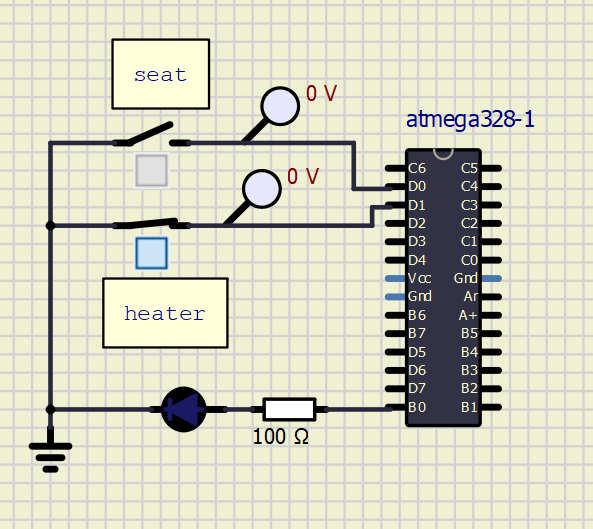 seat
0 V
atmega328-1
0 V
heater
100 Ω
C6 C5
D0 C4
D1 C3
D2 C2
D3 C1
D4 C0
Vcc Gnd
Gnd Ar
B6 A+
B7 B5
D5 B4
D6 B3
D7 B2
B0 B1